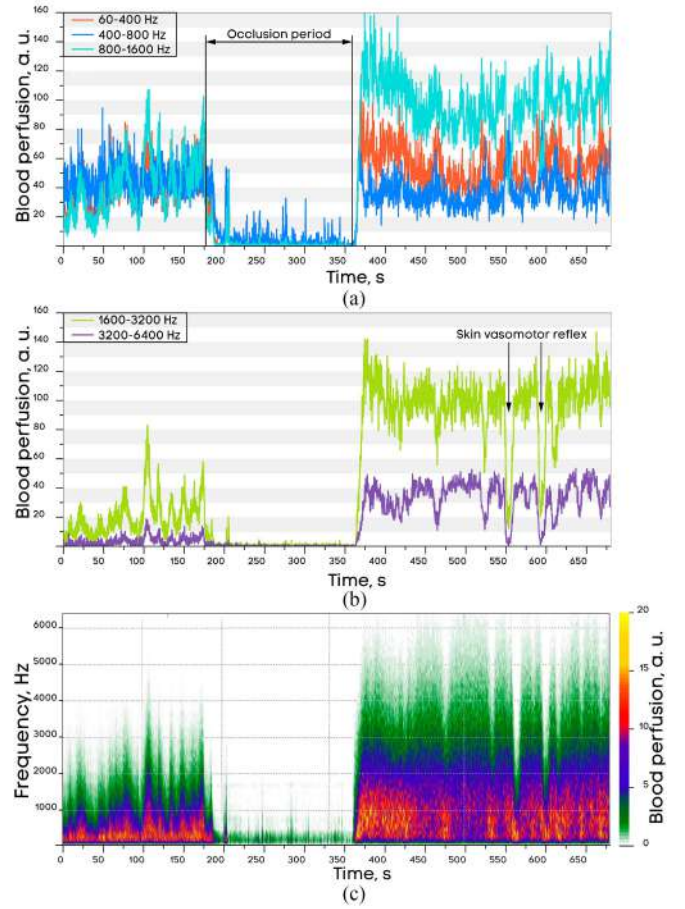 60-400 Hz
400-800 Hz
800-1600 Hz
Occlusion period
Blood perfusion, a. u.
160
140
120
100
80
60
40
20
0 50 100 150 200 250 300 350 400 450 500 550 600 650
Time, s
(a)
1600-3200 Hz
3200-6400 Hz
Skin vasomotor reflex
Blood perfusion, a. u.
160
140
120
100
80
60
40
20
0 50 100 150 200 250 300 350 400 450 500 550 600 650
Time, s
(b)
Frequency, Hz
6000
5000
4000
3000
2000
1000
0 50 100 150 200 250 300 350 400 450 500 550 600 650
Time, s
20
15
10
5
0
Blood perfusion, a. u.
(c)